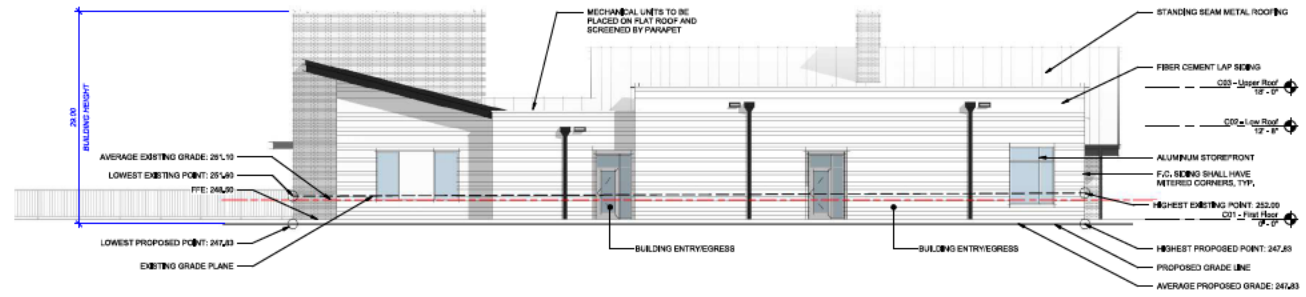 MECHANICAL UNITS TO BE
PLACED ON FLAT ROOF AND
SCREENED BY PARAPET
STANDING SEAM METAL ROOFING
FIBER CEMENT LAP SIDING
C03 - Upper Roof
18' - 0"
C02 - Low Roof
12' - 8"
29.00
BUILDING HEIGHT
AVERAGE EXISTING GRADE: 251.10
LOWEST EXISTING POINT: 251.60
FFE: 248.50
ALUMINUM STOREFRONT
F.C. SIDING SHALL HAVE
MITERED CORNERS, TYP.
HIGHEST EXISTING POINT: 252.00
C01 - First Floor
0' - 0"
LOWEST PROPOSED POINT: 247.83
EXISTING GRADE PLANE
BUILDING ENTRY/EGRESS
BUILDING ENTRY/EGRESS
HIGHEST PROPOSED POINT: 247.83
PROPOSED GRADE LINE
AVERAGE PROPOSED GRADE: 247.83